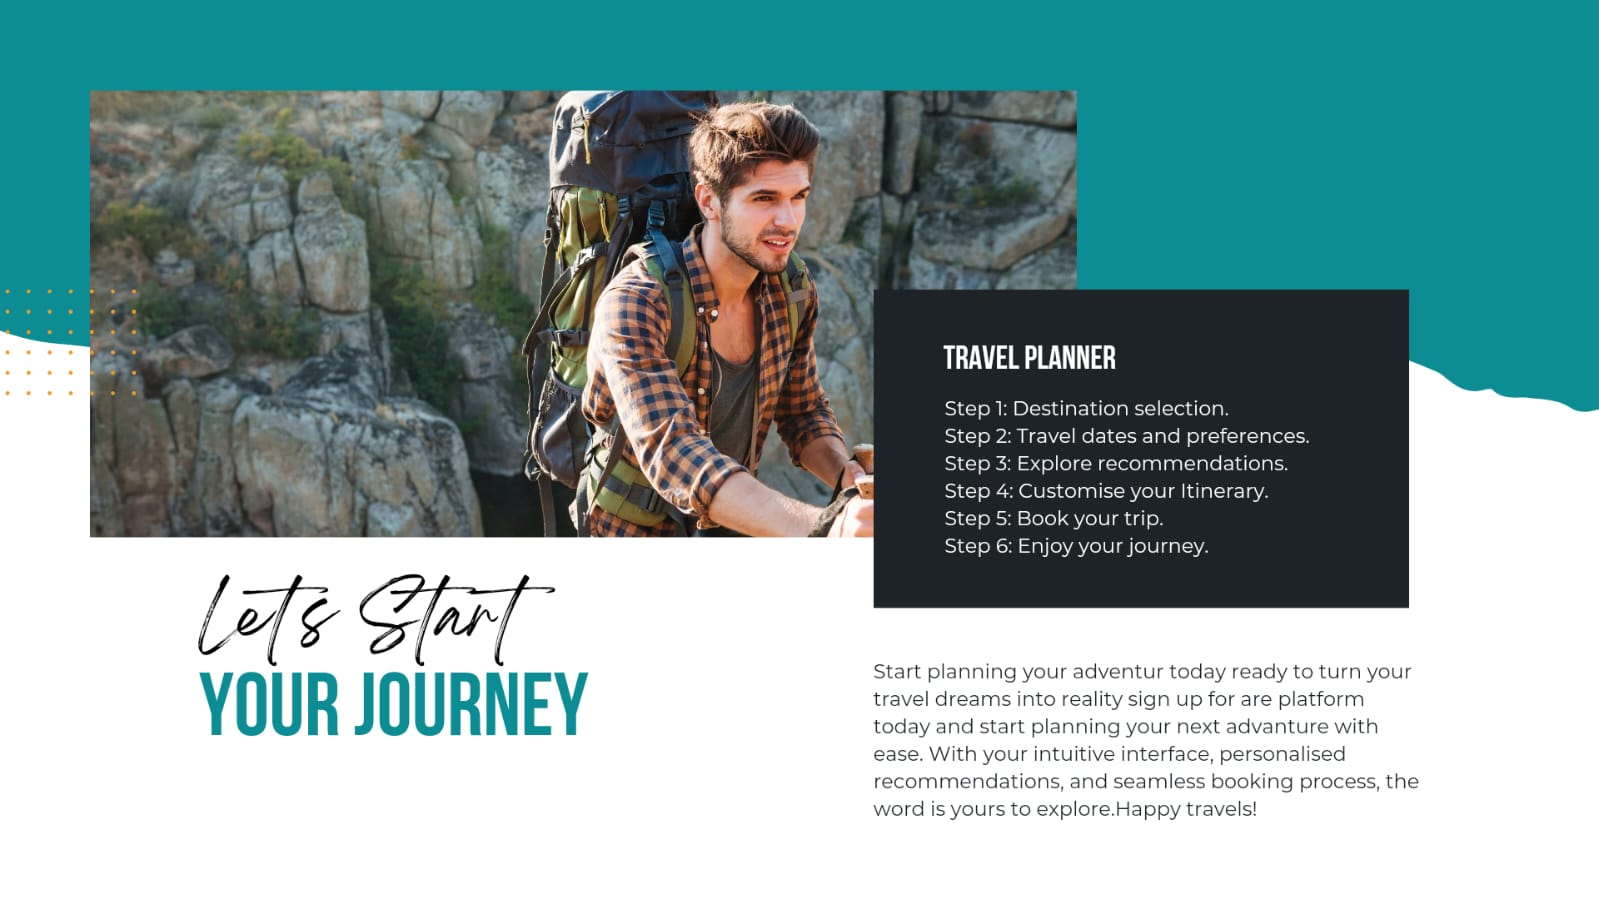 TRAVEL PLANNER
Step 1: Destination selection.
Step 2: Travel dates and preferences.
Step 3: Explore recommendations.
Step 4: Customise your Itinerary.
Step 5: Book your trip.
Step 6: Enjoy your journey.
Let's Start
YOUR JOURNEY
Start planning your adventur today ready to turn your
travel dreams into reality sign up for are platform
today and start planning your next advanture with
ease. With your intuitive interface, personalised
recommendations, and seamless booking process, the
word is yours to explore.Happy travels!